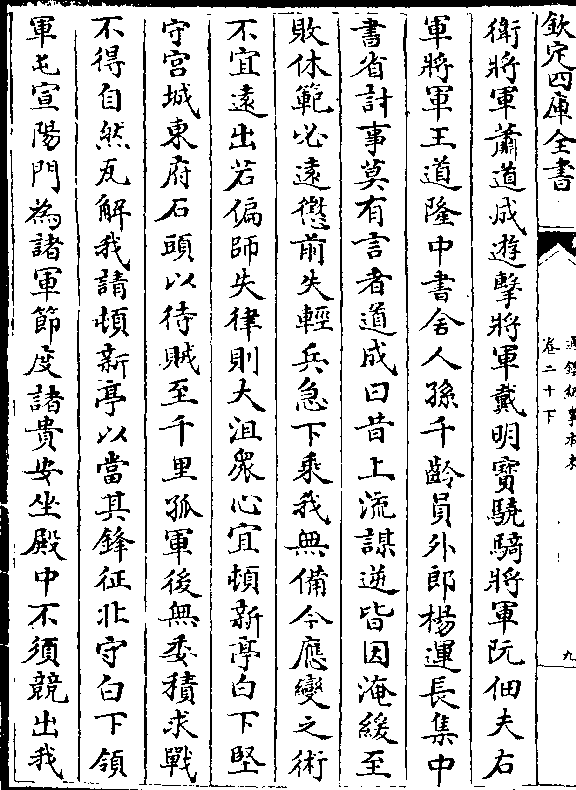 欽定四庫全書
通鑑紀事本末
卷二十下
九
衛將軍蕭道成遊擊將軍戴明寶驍騎將軍阮佃夫右
軍將軍王道隆中書舍人孫千齡員外郎楊運長集中
書省計事莫有言者道成曰昔上流謀逆皆因淹緩至
敗休範必遠懲前失輕兵急下乘我無備今應變之術
不宜遠出若偏師失律則大沮衆心宜頓新亭白下堅
守宮城東府石頭以待賊至千里孤軍後無委積求戰
不得自然瓦解我請頓新亭以當其鋒征北守白下領
軍屯宣陽門為諸軍節度諸貴安坐殿中不須競出我